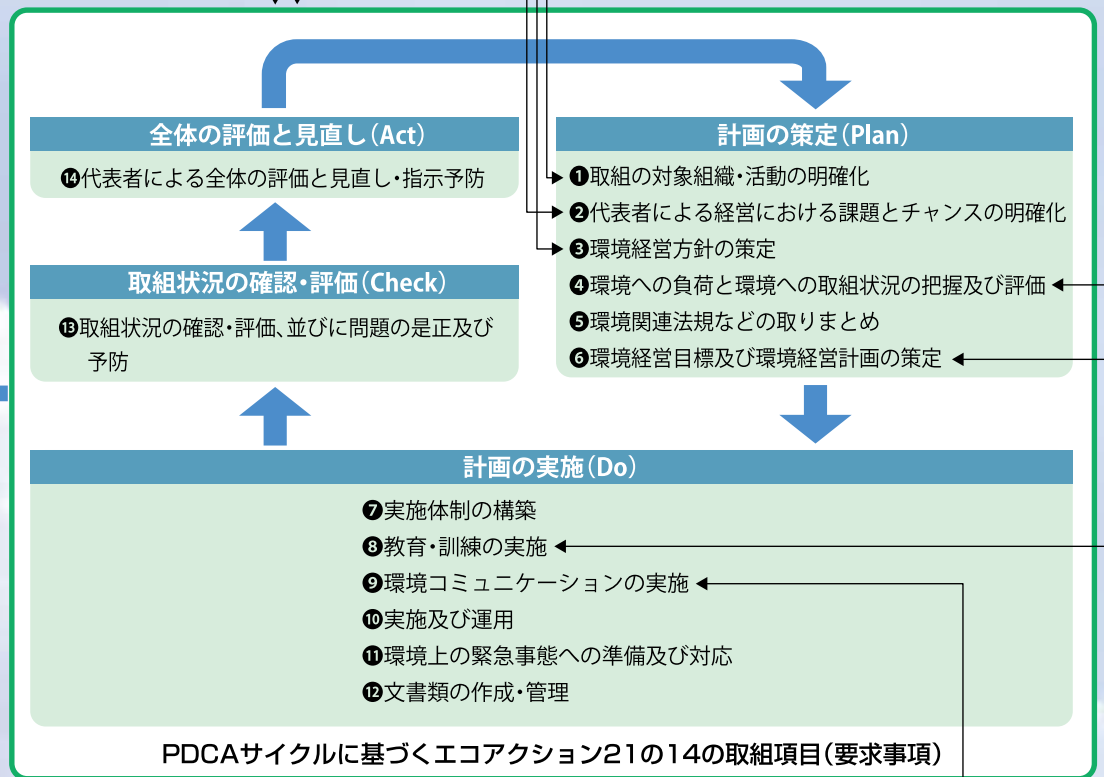 全体の評価と見直し(Act)
⓮代表者による全体の評価と見直し・指示予防
計画の策定(Plan)
❶取組の対象組織・活動の明確化
❷代表者による経営における課題とチャンスの明確化
❸環境経営方針の策定
❹環境への負荷と環境への取組状況の把握及び評価
❺環境関連法規などの取りまとめ
❻環境経営目標及び環境経営計画の策定
取組状況の確認・評価(Check)
⓭取組状況の確認・評価、並びに問題の是正及び
予防
計画の実施(Do)
❼実施体制の構築
❽教育・訓練の実施
❾環境コミュニケーションの実施
❿実施及び運用
⓫環境上の緊急事態への準備及び対応
⓬文書類の作成・管理
PDCAサイクルに基づくエコアクション21の14の取組項目(要求事項)